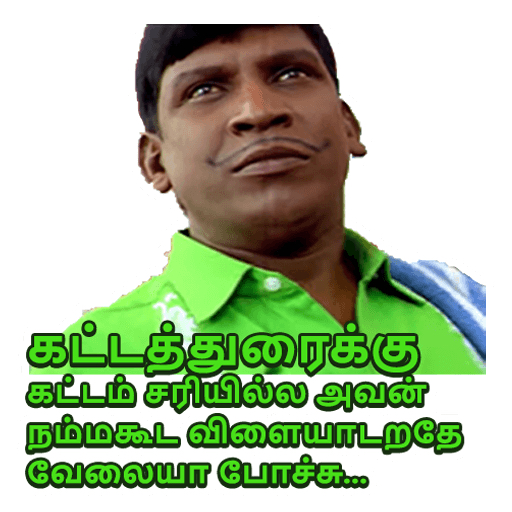 கட்டத்துரைக்கு
கட்டம் சரியில்ல அவன்
நம்மகூட விளையாடறதே
வேலையா போச்சு...